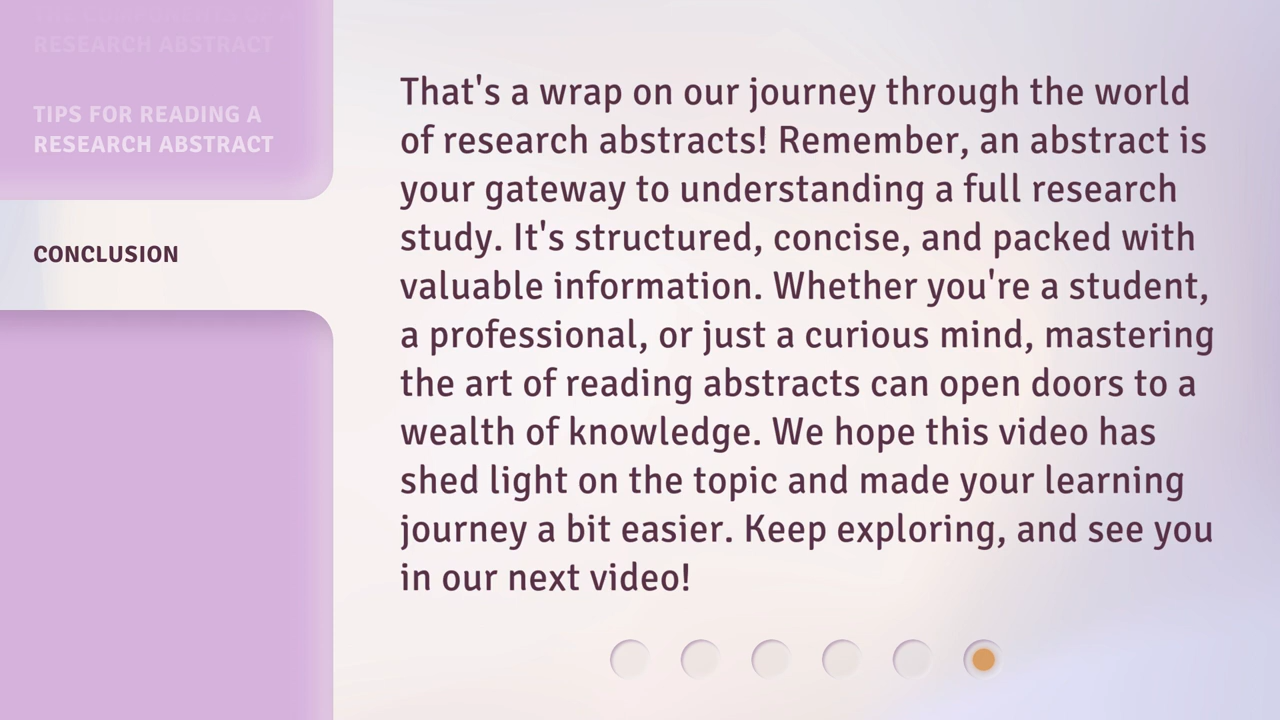 THE COMPONENTS OF A
RESEARCH ABSTRACT
TIPS FOR READING A
RESEARCH ABSTRACT
CONCLUSION
That's a wrap on our journey through the world
of research abstracts! Remember, an abstract is
your gateway to understanding a full research
study. It's structured, concise, and packed with
valuable information. Whether you're a student,
a professional, or just a curious mind, mastering
the art of reading abstracts can open doors to a
wealth of knowledge. We hope this video has
shed light on the topic and made your learning
journey a bit easier. Keep exploring, and see you
in our next video!